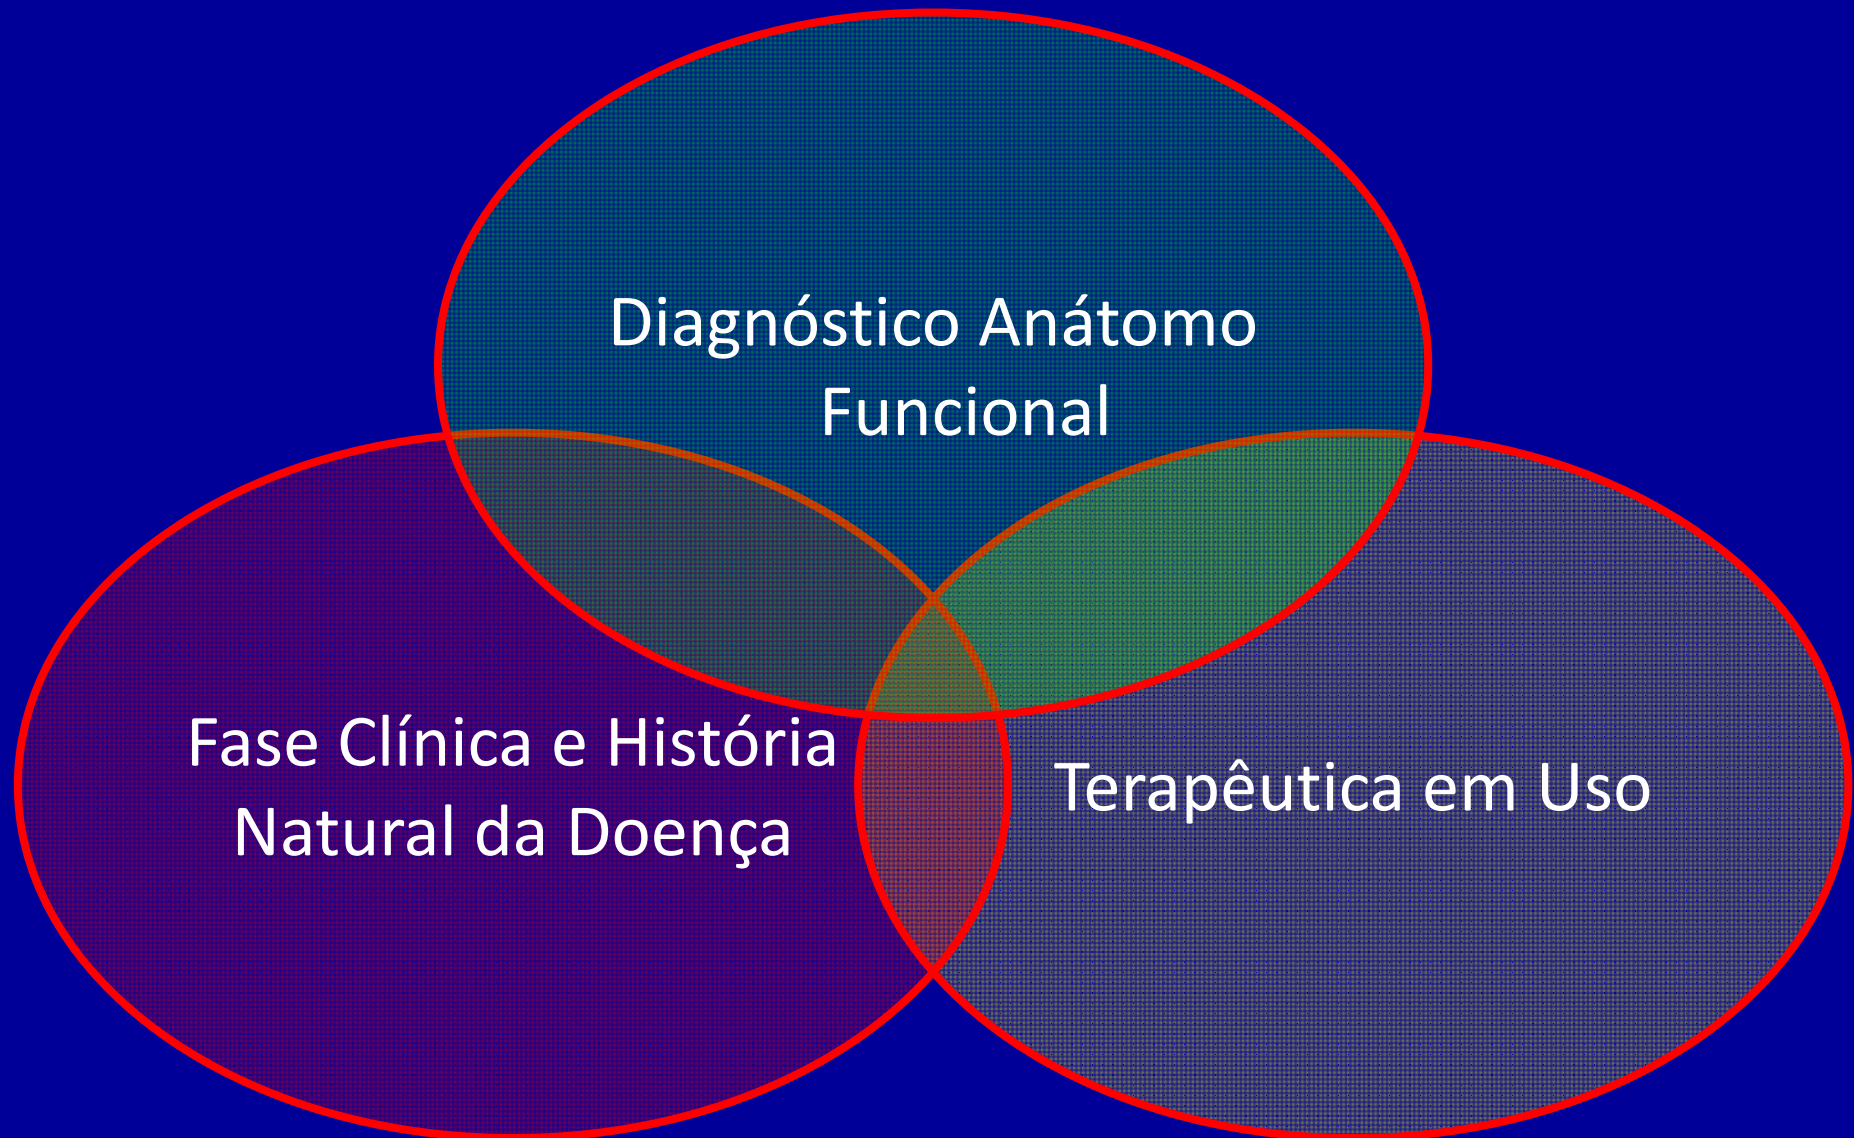 Diagnóstico Anátomo
Funcional
Fase Clínica e História
Natural da Doença
Terapêutica em Uso